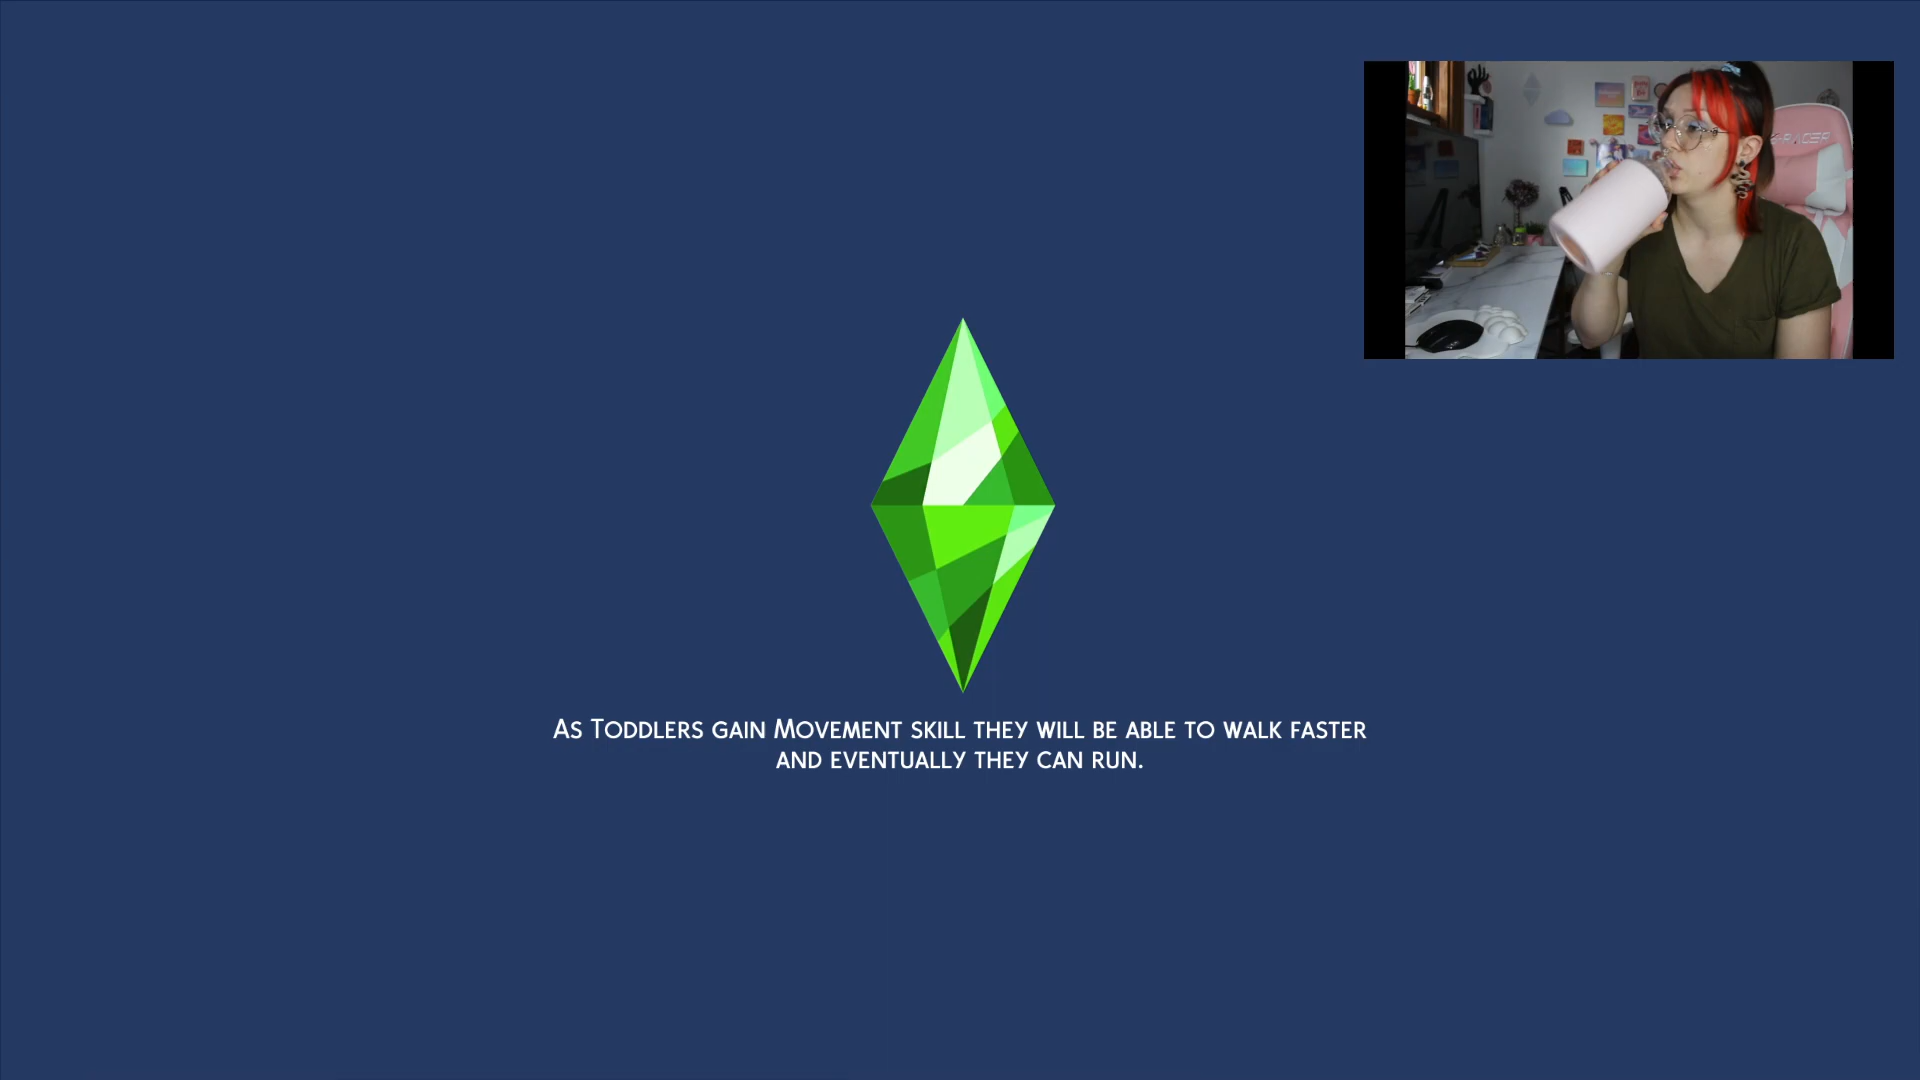 As Toddlers gain Movement skill they will be able to walk faster
and eventually they can run.